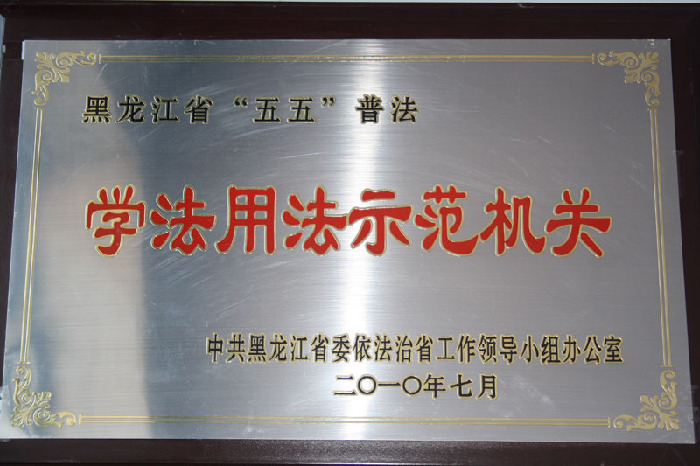 黑龙江省“五五”普法
学法用法示范机关
中共黑龙江省委依法治省工作领导小组办公室
二〇一〇年七月